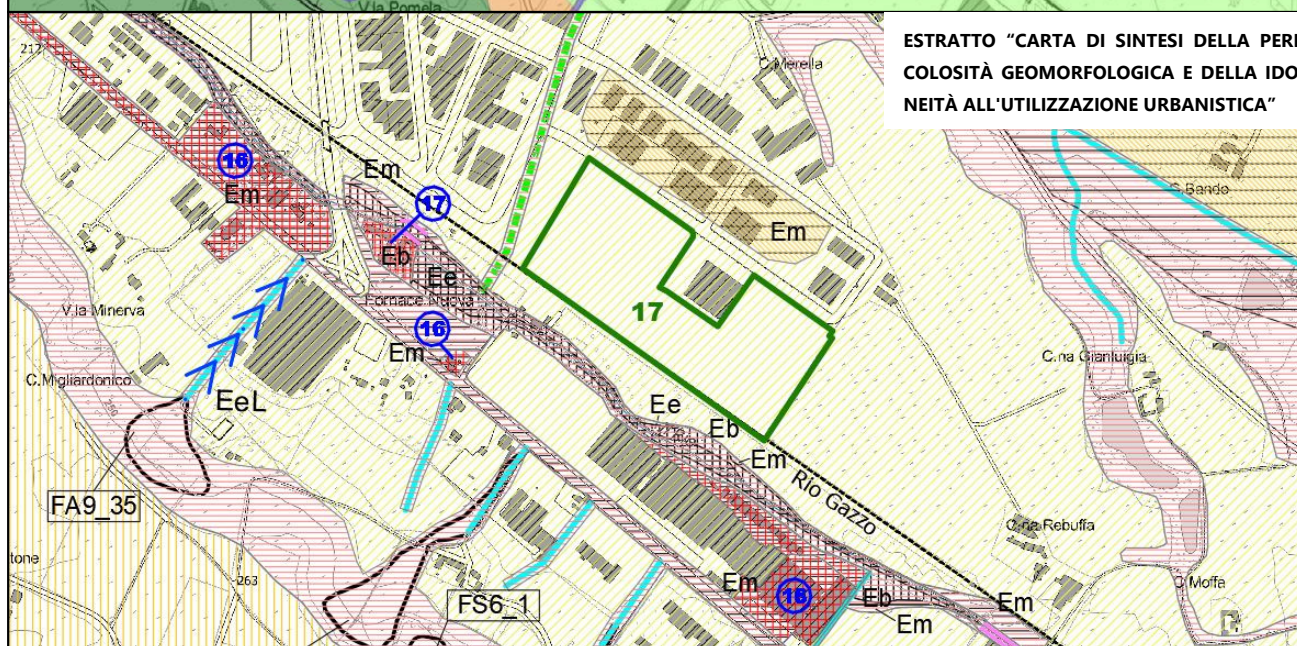 V.la Pomela
ESTRATTO “CARTA DI SINTESI DELLA PERI
COLOSITÀ GEOMORFOLOGICA E DELLA IDO
NEITÀ ALL'UTILIZZAZIONE URBANISTICA”
212
C.Merella
16
Em
Em
17
Em
Eb
Ee
Fornace Nuova
17
C.Bando
V.la Minerva
16
Em
C.na Gianluigia
C.Migliardonico
EeL
Ee
Eb
Em
FA9_35
Rio Gazzo
C.na Rebuffa
tone
263
FS6_1
Em
16
Eb
Em
Em
C.Moffa